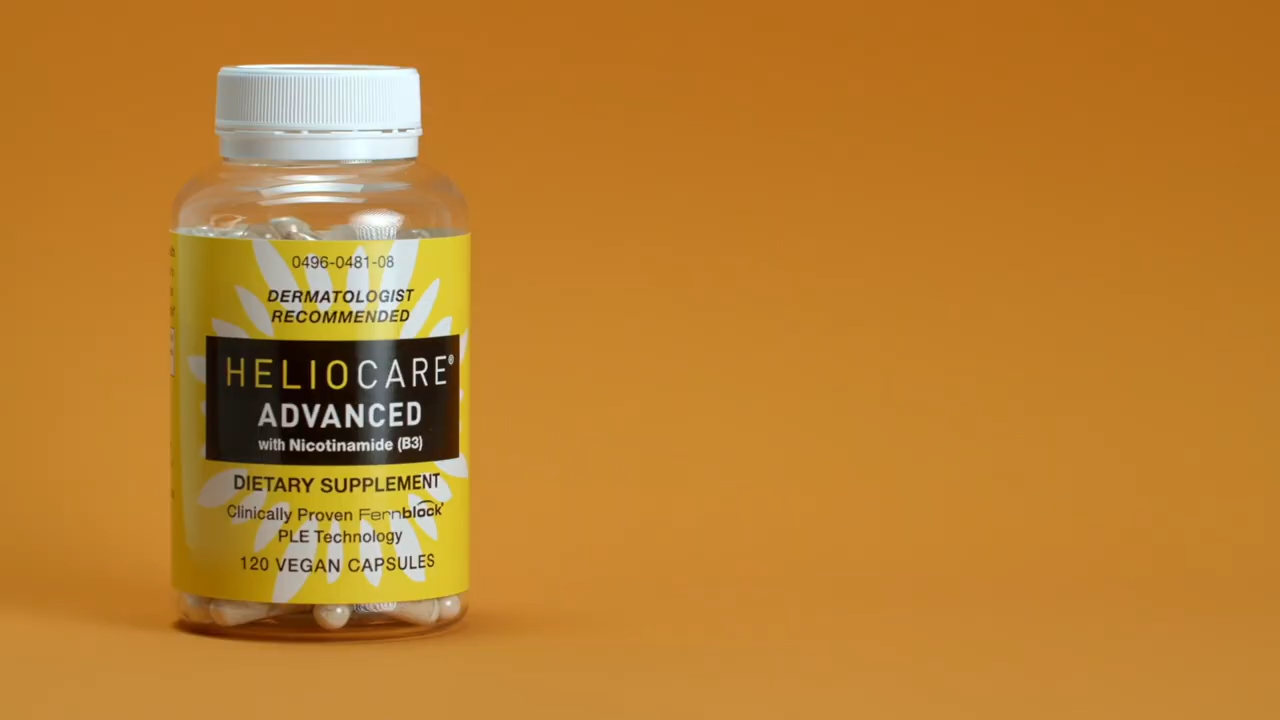 0496-0481-08
DERMATOLOGIST
RECOMMENDED
HELIOCARE®
ADVANCED
with Nicotinamide (B3)
DIETARY SUPPLEMENT
Clinically Proven Fernblock
PLE Technology
120 VEGAN CAPSULES